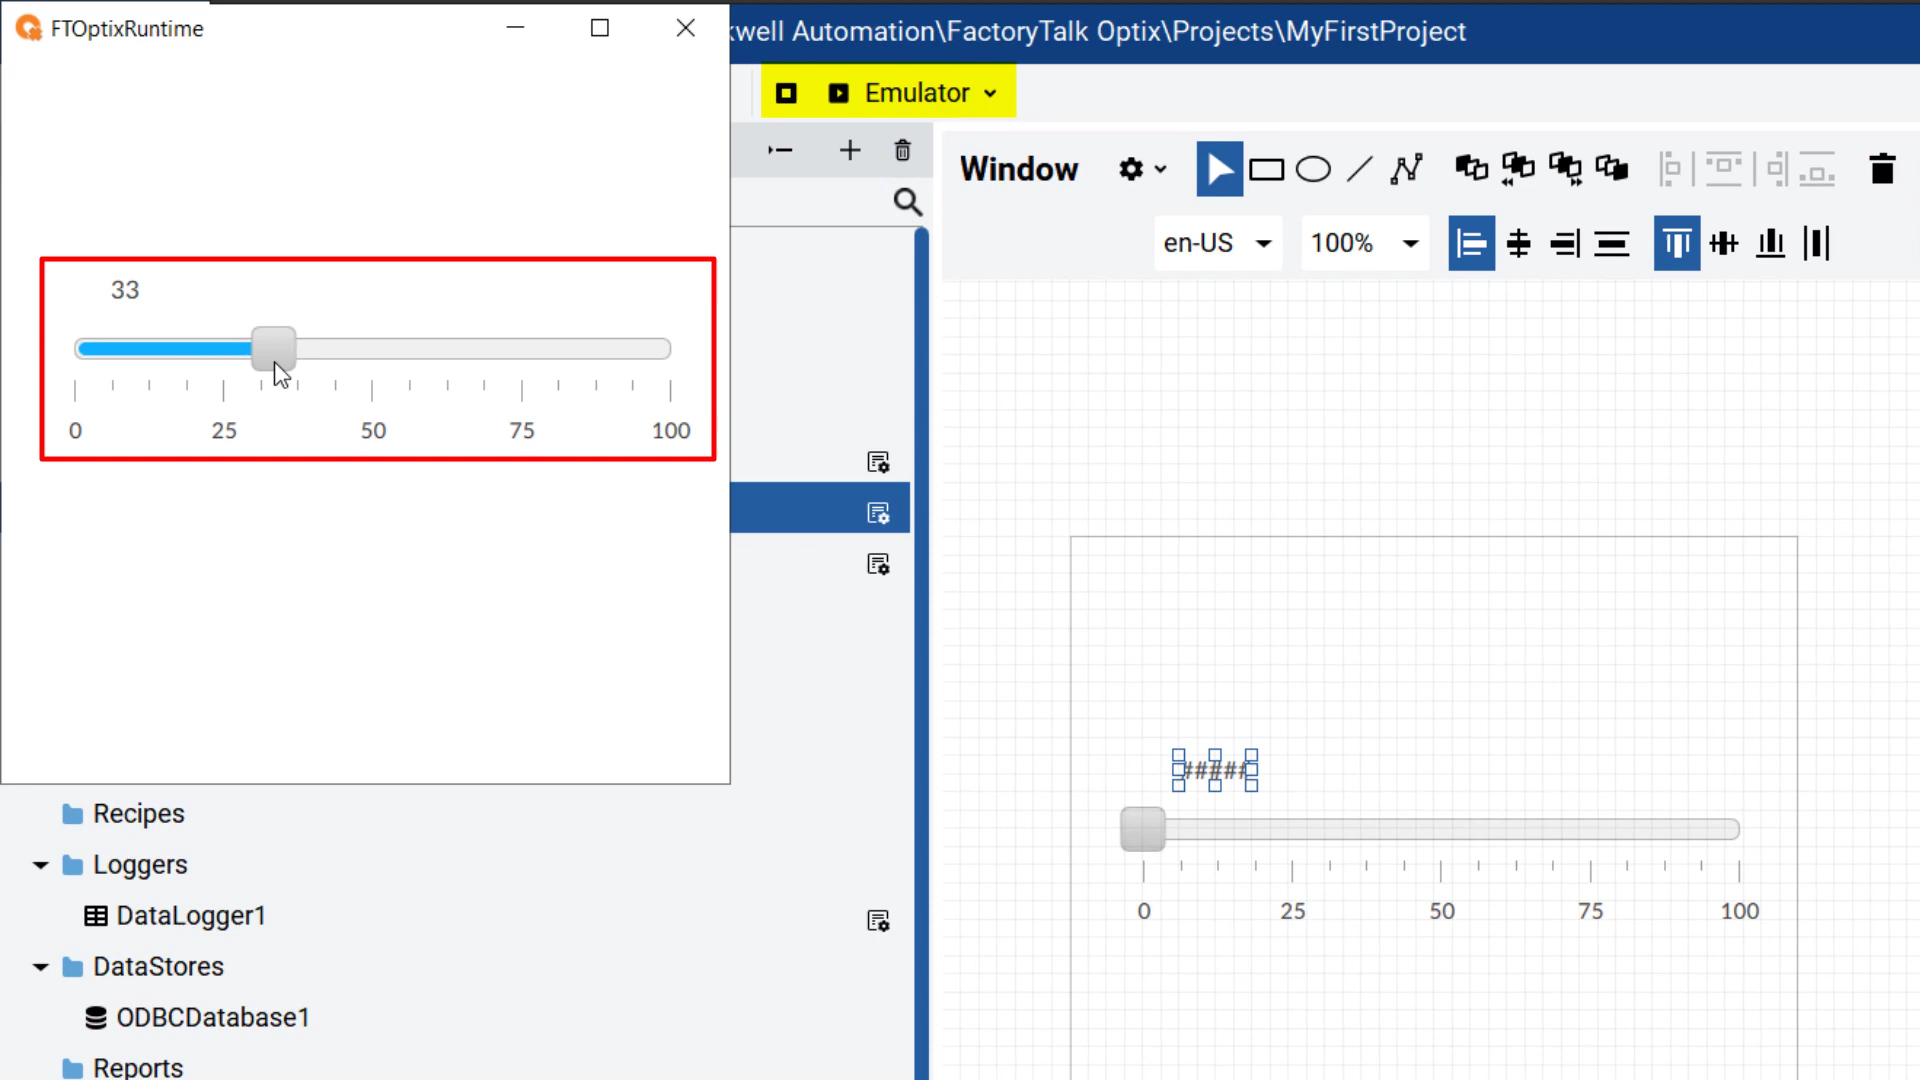 FTOptixRuntime
kwell Automation\FactoryTalk Optix\Projects\MyFirstProject
Emulator
Window
en-US
100%
33
0 25 50 75 100
#####
0 25 50 75 100
Recipes
Loggers
DataLogger1
DataStores
ODBCDatabase1
Reports